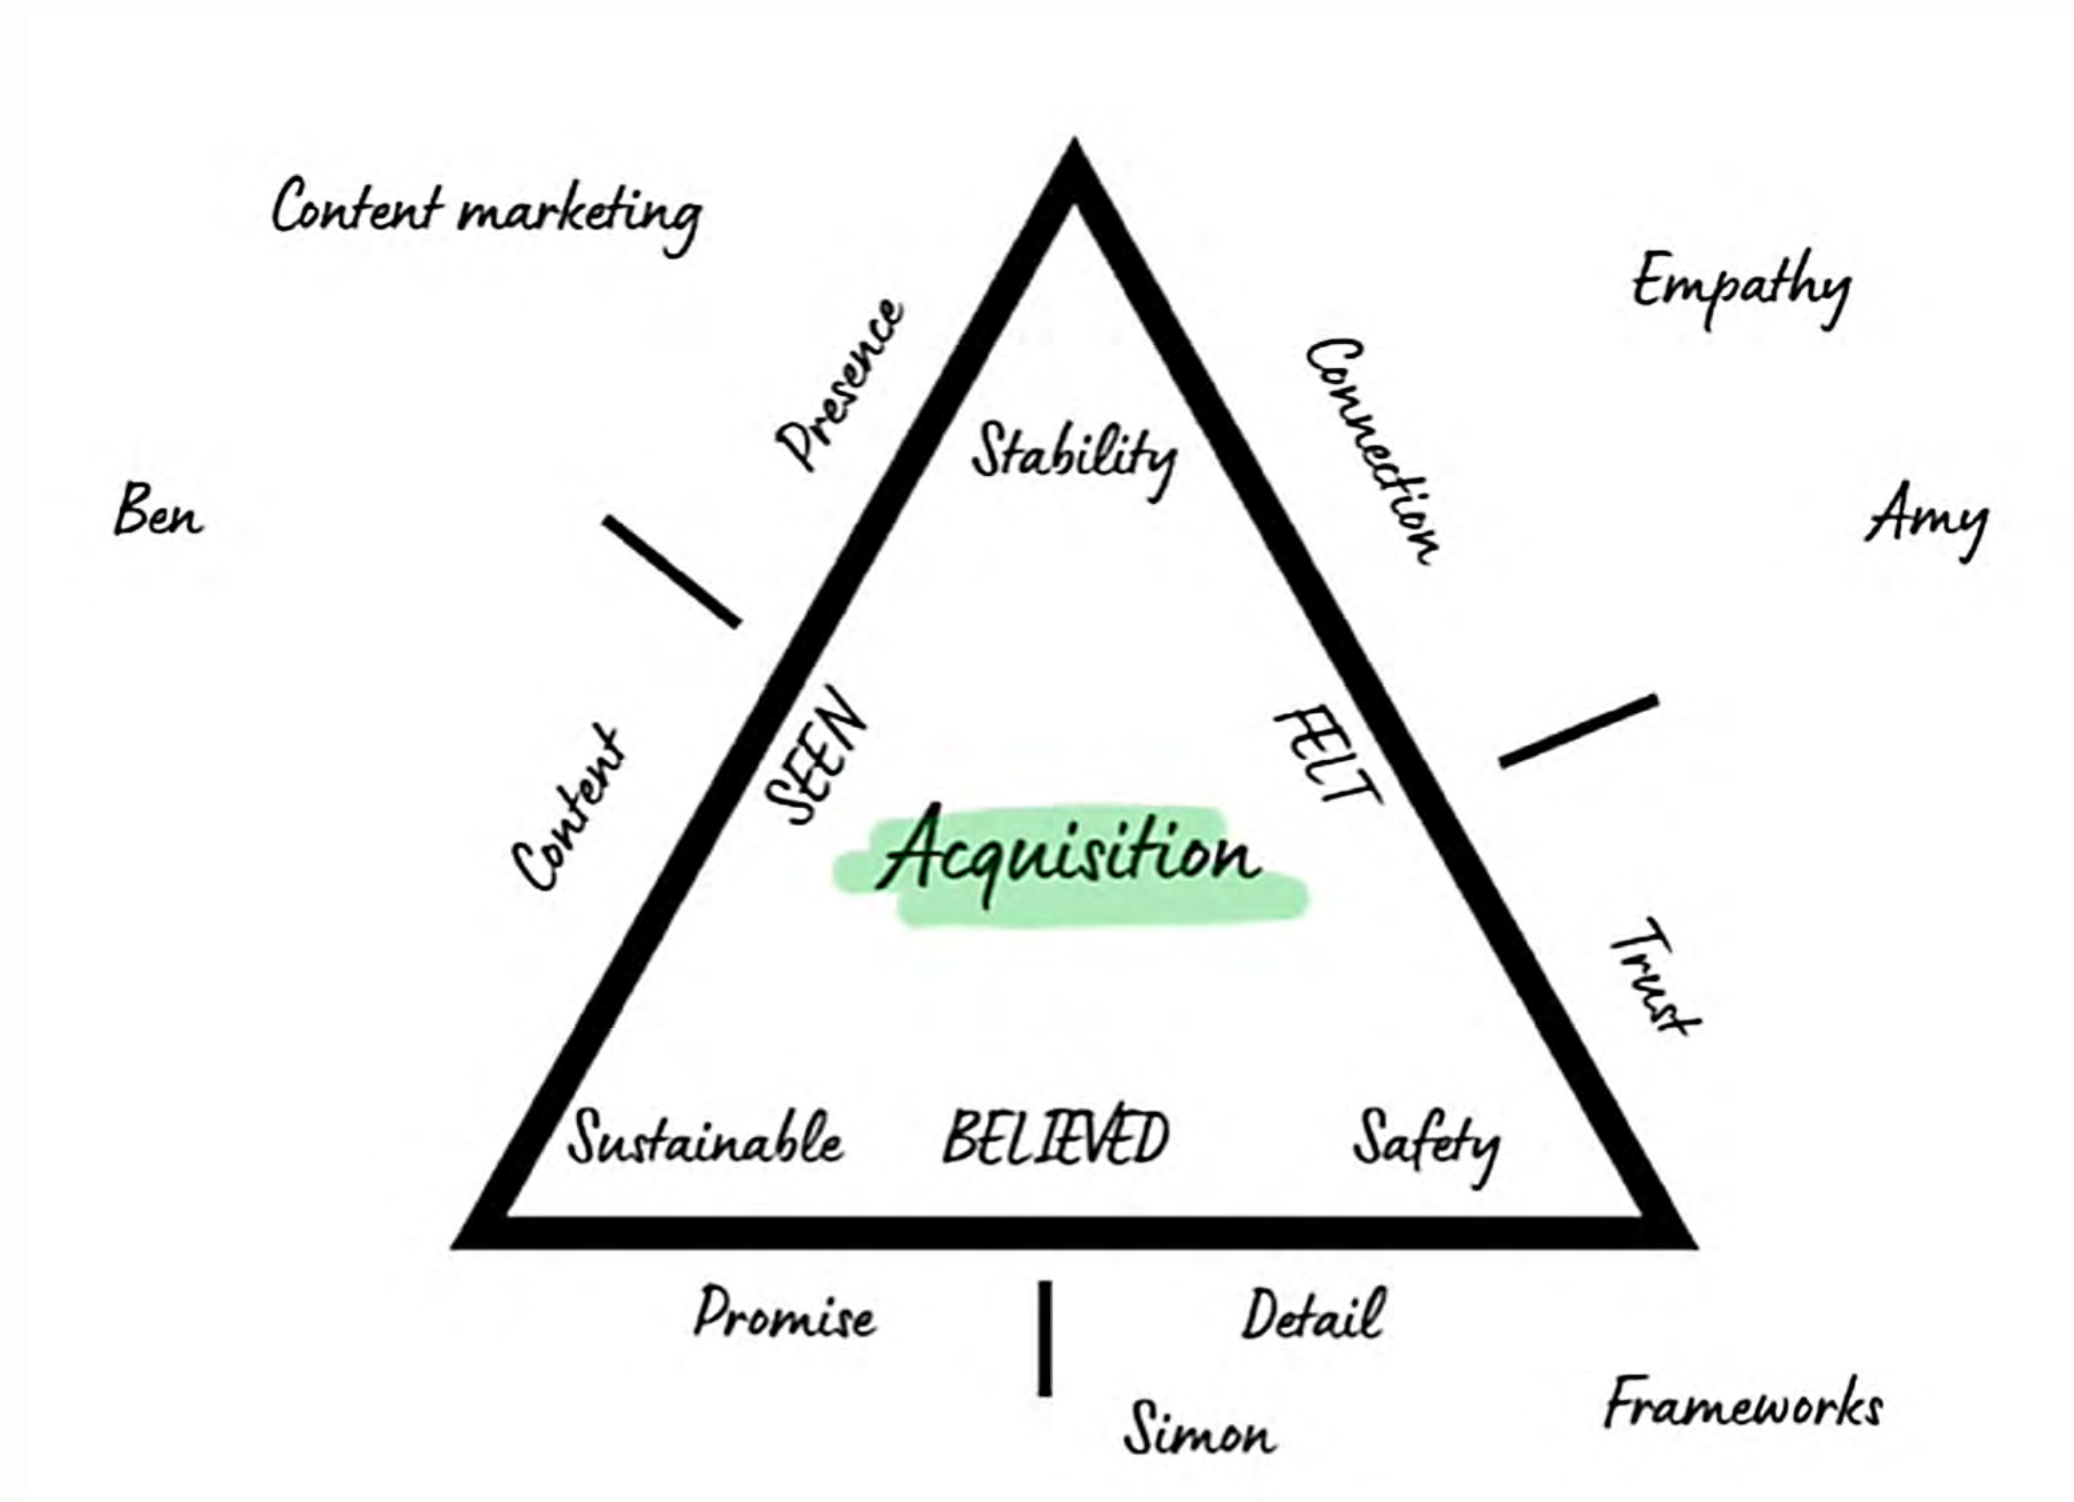 Content marketing
Empathy
Presence
Connection
Stability
Ben
Amy
SEEN
FELT
Content
Acquisition
Trust
Sustainable
BELIEVED
Safety
Promise
Detail
Simon
Frameworks